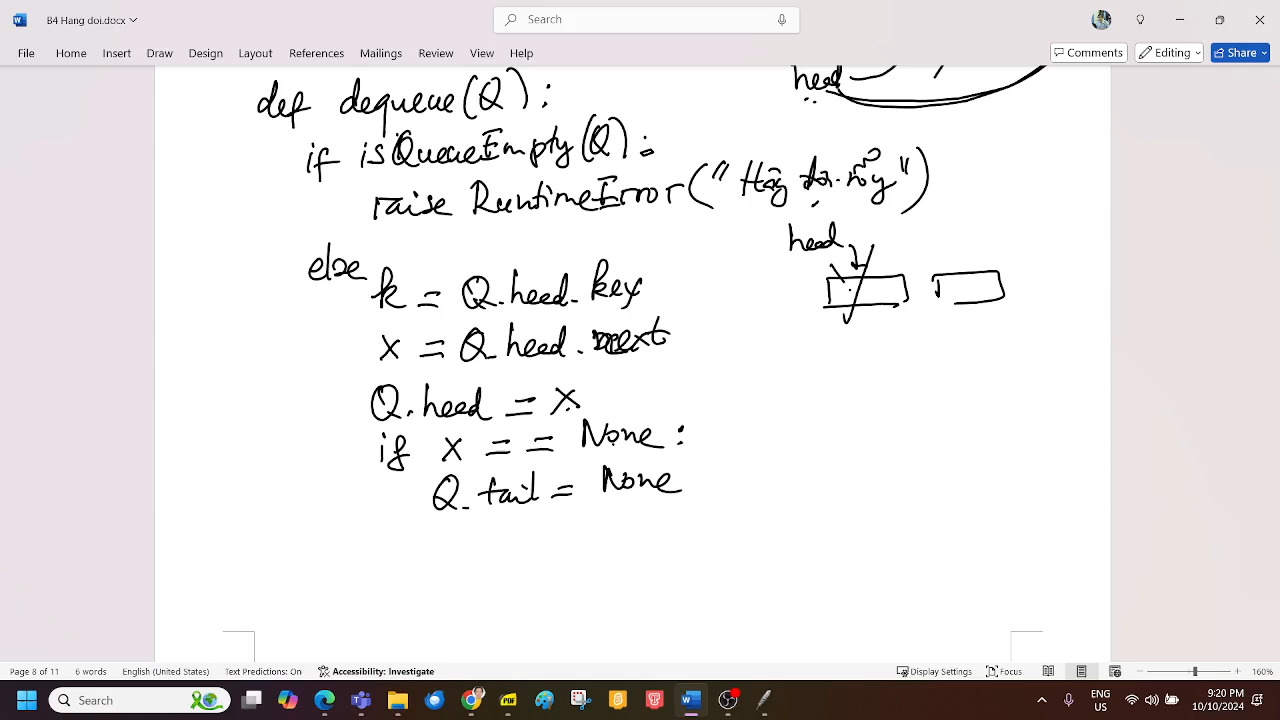 B4 Hang doi.docx
Search
File Home Insert Draw Design Layout References Mailings Review View Help
Comments Editing Share
head
def dequeue(Q):
if isQueueEmpty(Q):
raise RuntimeError("Hàng đợi")
head
else
k = Q.head.key
x = Q.head.next
Q.head = x
if x == None:
Q.tail = None
Page 8 of 11 6 words English (United States) Text Predictions: On Accessibility: Investigate Display Settings Focus 160%
Search PDF ENG US 9:20 PM 10/10/2024